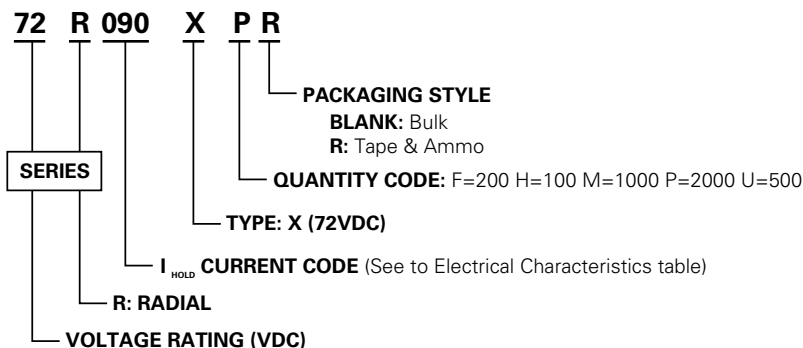 72 R 090 X P R
PACKAGING STYLE
BLANK: Bulk
R: Tape & Ammo
SERIES
QUANTITY CODE: F=200 H=100 M=1000 P=2000 U=500
TYPE: X (72VDC)
I HOLD CURRENT CODE (See to Electrical Characteristics table)
R: RADIAL
VOLTAGE RATING (VDC)